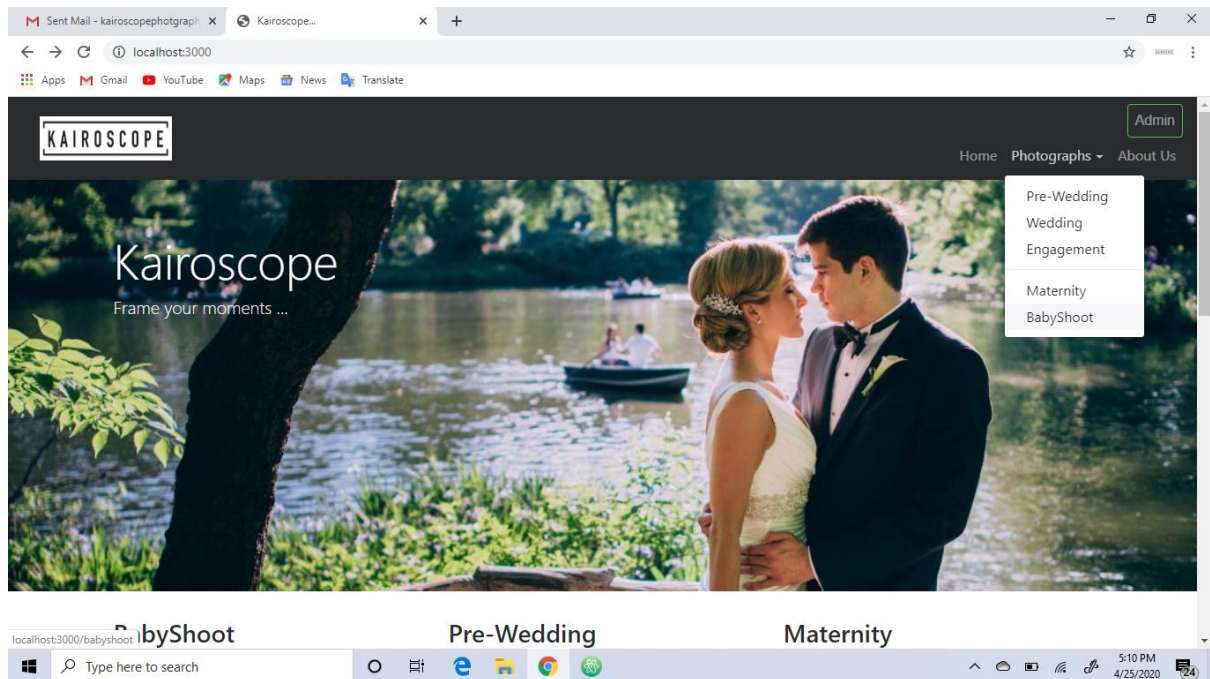 Sent Mail - kairoscopephotgraph
Kairoscope...
localhost:3000
Apps Gmail YouTube Maps News Translate
KAIROSCOPE
Admin
Home Photographs About Us
Pre-Wedding
Wedding
Engagement
Maternity
BabyShoot
Kairoscope
Frame your moments ...
BabyShoot Pre-Wedding Maternity
localhost:3000/babyshoot
Type here to search
5:10 PM
4/25/2020
24